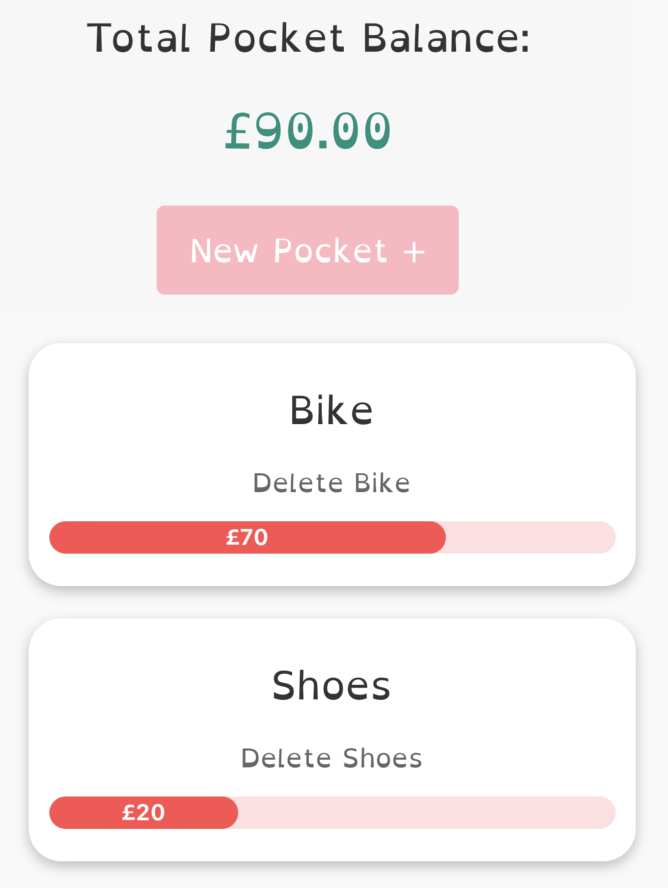 Total Pocket Balance:
£90.00
New Pocket +
Bike
Delete Bike
£70
Shoes
Delete Shoes
£20